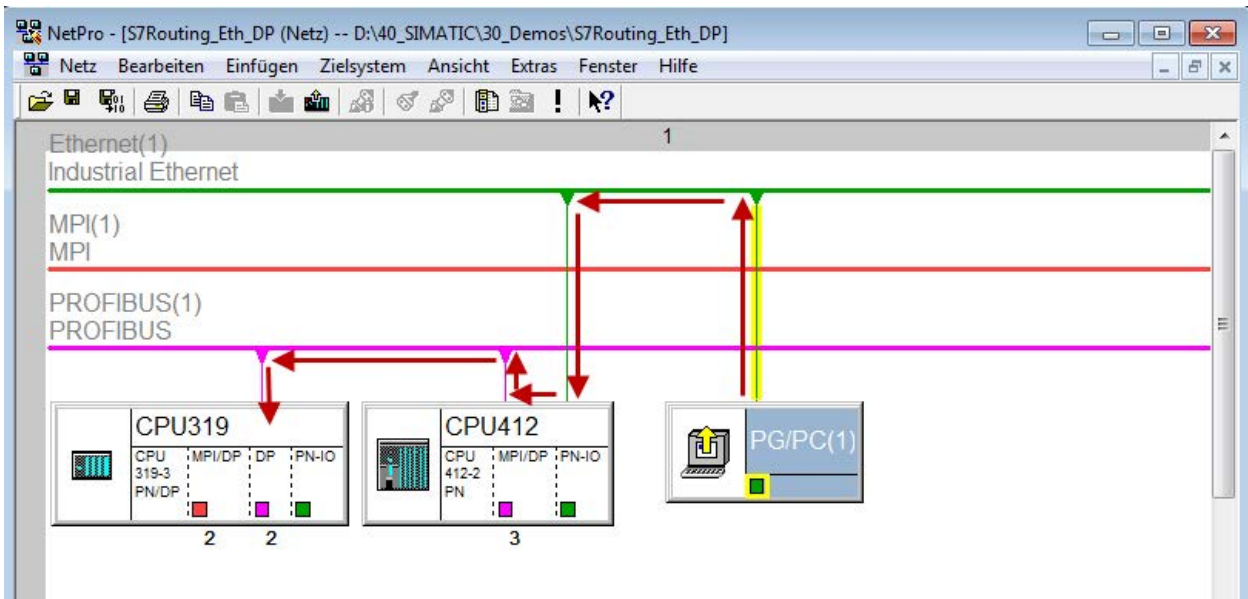 NetPro - [S7Routing_Eth_DP (Netz) -- D:\40_SIMATIC\30_Demos\S7Routing_Eth_DP]
Netz Bearbeiten Einfügen Zielsystem Ansicht Extras Fenster Hilfe
1
Ethernet(1)
Industrial Ethernet
MPI(1)
MPI
PROFIBUS(1)
PROFIBUS
CPU319
CPU 319-3 PN/DP
MPI/DP
DP
PN-IO
2
2
CPU412
CPU 412-2 PN
MPI/DP
PN-IO
3
PG/PC(1)